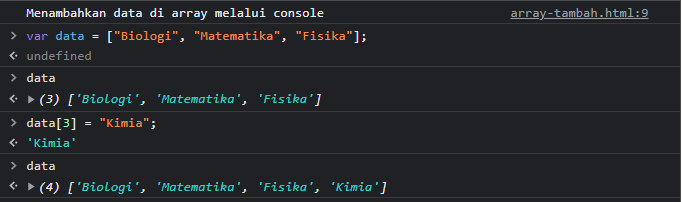 Menambahkan data di array melalui console array-tambah.html:9
> var data = ["Biologi", "Matematika", "Fisika"];
undefined
> data
(3) ['Biologi', 'Matematika', 'Fisika']
> data[3] = "Kimia";
'Kimia'
> data
(4) ['Biologi', 'Matematika', 'Fisika', 'Kimia']